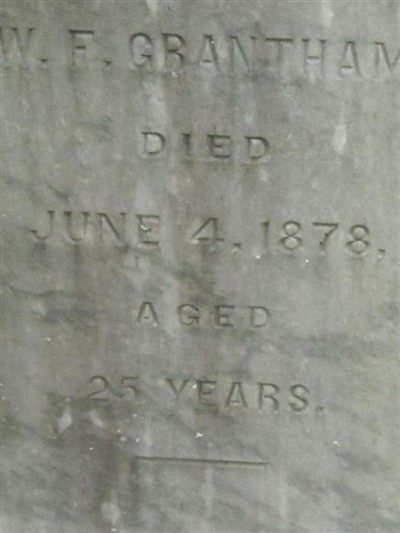 W. F. GRANTHAM
DIED
JUNE 4, 1878,
AGED
25 YEARS.